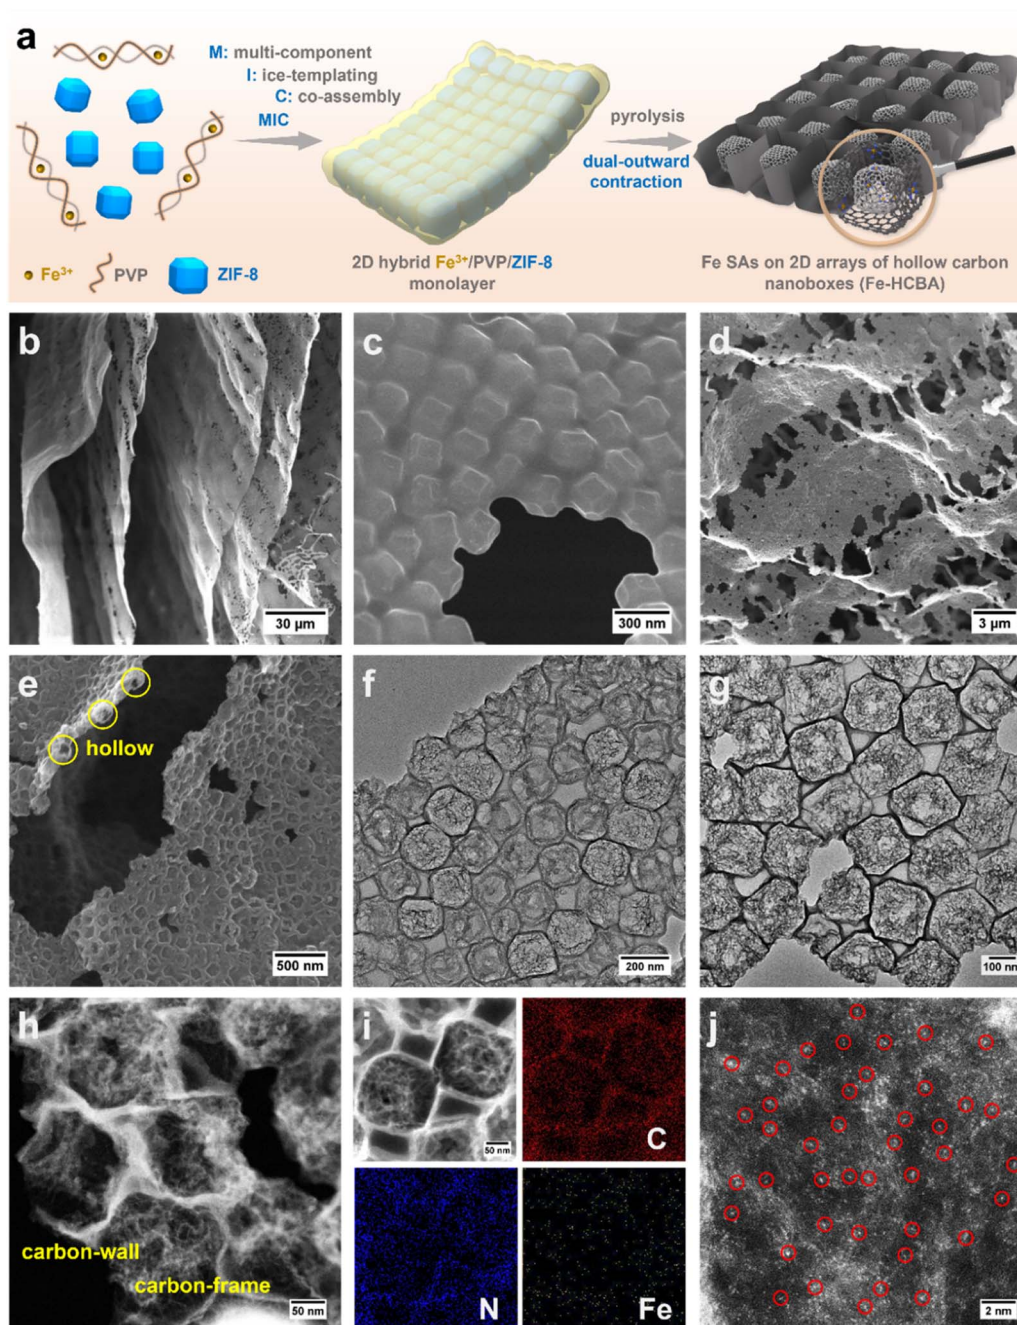 a
M: multi-component
I: ice-templating
C: co-assembly
MIC
pyrolysis
dual-outward
contraction
Fe³⁺
PVP
ZIF-8
2D hybrid Fe³⁺/PVP/ZIF-8
monolayer
Fe SAs on 2D arrays of hollow carbon
nanoboxes (Fe-HCBA)
b
30 µm
c
300 nm
d
3 µm
e
hollow
500 nm
f
200 nm
g
100 nm
h
carbon-wall
carbon-frame
50 nm
i
50 nm
C
N
Fe
j
2 nm